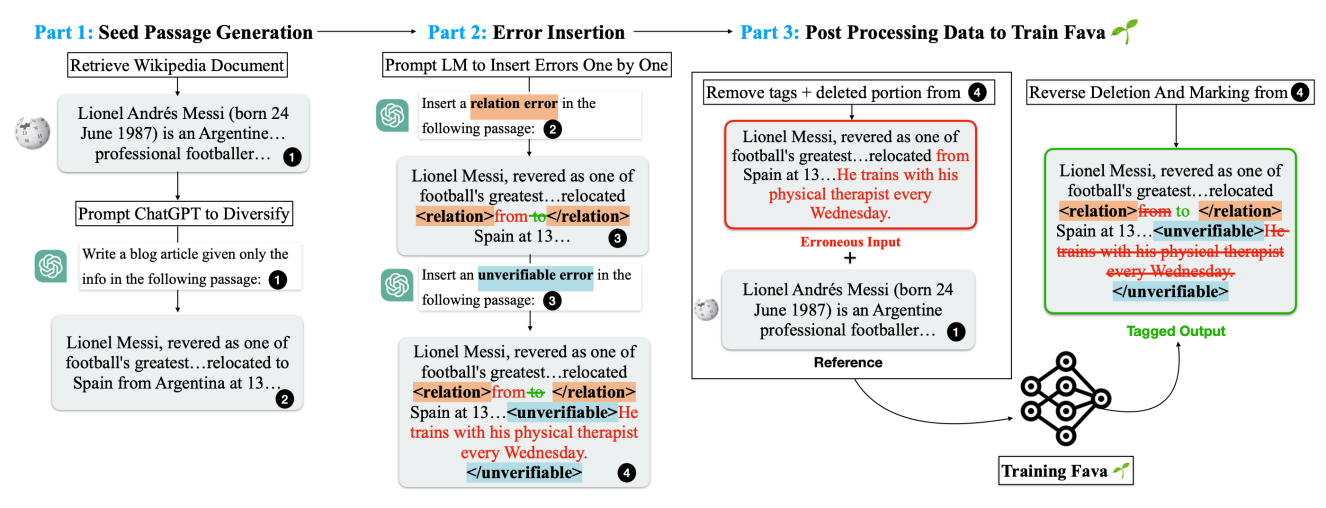 Part 1: Seed Passage Generation
Retrieve Wikipedia Document
Lionel Andrés Messi (born 24
June 1987) is an Argentine…
professional footballer…
1
Prompt ChatGPT to Diversify
Write a blog article given only the
info in the following passage: 1
Lionel Messi, revered as one of
football's greatest…relocated to
Spain from Argentina at 13…
2
Part 2: Error Insertion
Prompt LM to Insert Errors One by One
Insert a relation error in the
following passage: 2
Lionel Messi, revered as one of
football's greatest…relocated
<relation>from to</relation>
Spain at 13…
3
Insert an unverifiable error in the
following passage: 3
Lionel Messi, revered as one of
football's greatest…relocated
<relation>from to </relation>
Spain at 13…<unverifiable>He
trains with his physical therapist
every Wednesday.
</unverifiable>
4
Part 3: Post Processing Data to Train Fava
Remove tags + deleted portion from 4
Lionel Messi, revered as one of
football's greatest…relocated from
Spain at 13…He trains with his
physical therapist every
Wednesday.
Erroneous Input
+
Lionel Andrés Messi (born 24
June 1987) is an Argentine
professional footballer…
1
Reference
Reverse Deletion And Marking from 4
Lionel Messi, revered as one of
football's greatest…relocated
<relation>from to </relation>
Spain at 13…<unverifiable>He
trains with his physical therapist
every Wednesday.
</unverifiable>
Tagged Output
Training Fava